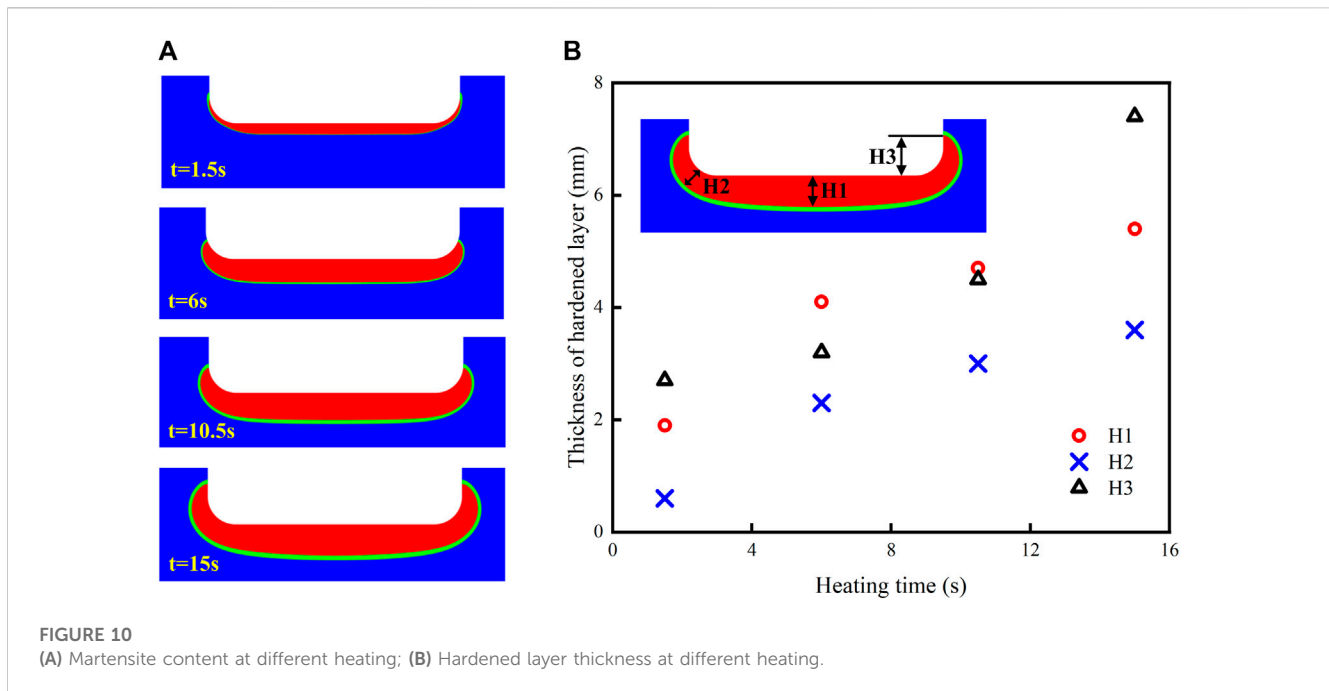 A
t=1.5s
t=6s
t=10.5s
t=15s
B
Thickness of hardened layer (mm)
8
6
4
2
0
H3
H2
H1
H1
H2
H3
0 4 8 12 16
Heating time (s)
FIGURE 10
(A) Martensite content at different heating; (B) Hardened layer thickness at different heating.